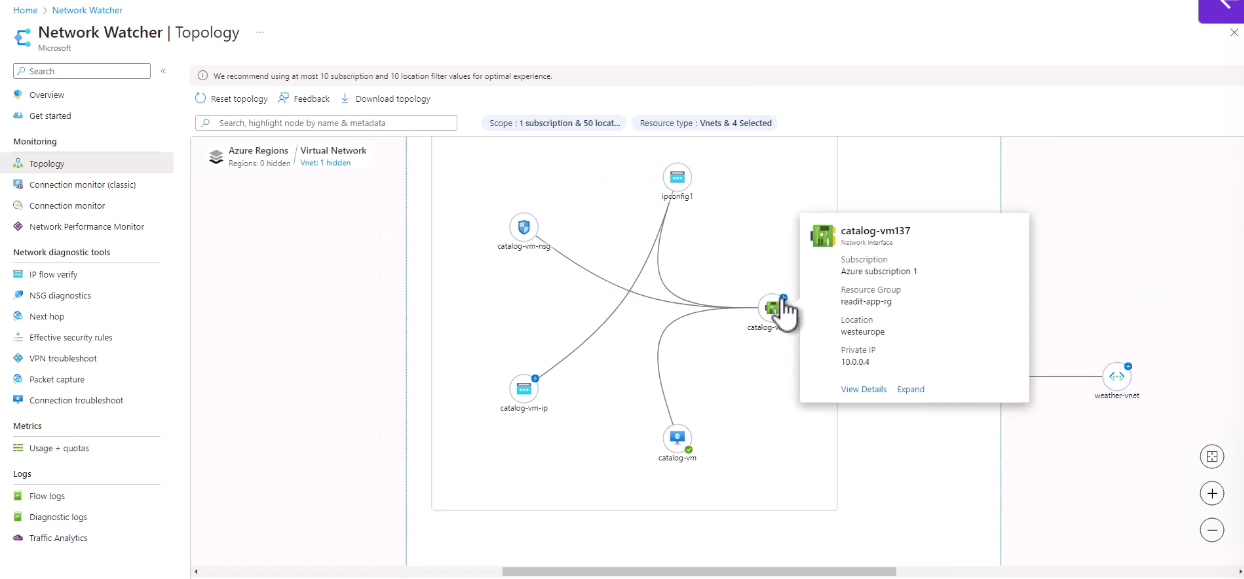 Home > Network Watcher
Network Watcher | Topology ...
Microsoft
Search «
Overview
Get started
Monitoring
Topology
Connection monitor (classic)
Connection monitor
Network Performance Monitor
Network diagnostic tools
IP flow verify
NSG diagnostics
Next hop
Effective security rules
VPN troubleshoot
Packet capture
Connection troubleshoot
Metrics
Usage + quotas
Logs
Flow logs
Diagnostic logs
Traffic Analytics
We recommend using at most 10 subscription and 10 location filter values for optimal experience.
Reset topology Feedback Download topology
Search, highlight node by name & metadata Scope : 1 subscription & 50 locat... Resource type : Vnets & 4 Selected
Azure Regions / Virtual Network
Regions: 0 hidden / Vnet: 1 hidden
ipconfig1
catalog-vm-nsg
catalog-v
catalog-vm-ip
catalog-vm
catalog-vm137
Network Interface
Subscription
Azure subscription 1
Resource Group
readit-app-rg
Location
westeurope
Private IP
10.0.0.4
View Details Expand
weather-vnet